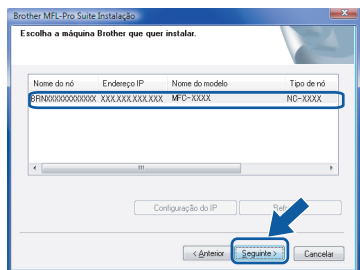 Brother MFL-Pro Suite Instalação
Escolha a máquina Brother que quer instalar.
Nome do nó Endereço IP Nome do modelo Tipo de nó
BRNXXXXXXXXXXXX XXX.XXX.XXX.XXX MFC-XXXX NC-XXXX
Configuração do IP
< Anterior Seguinte > Cancelar